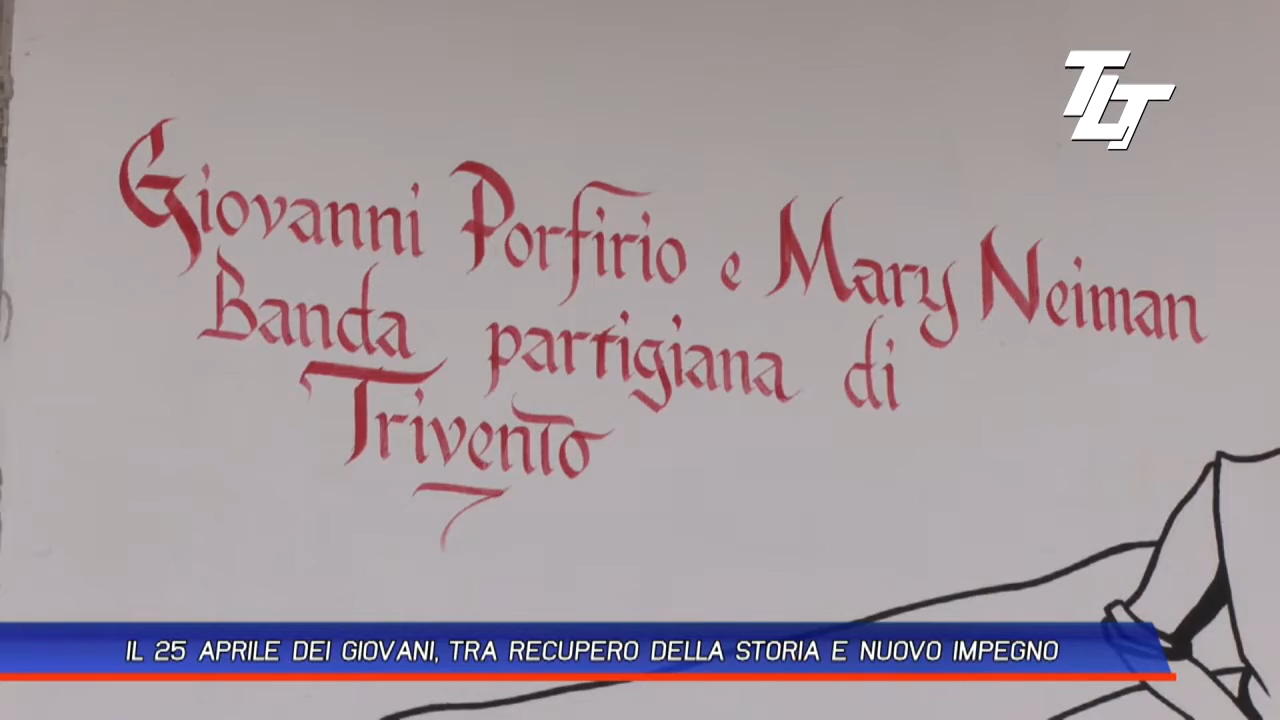 TLT
Giovanni Porfirio e Mary Neiman
Banda partigiana di
Trivento
IL 25 APRILE DEI GIOVANI, TRA RECUPERO DELLA STORIA E NUOVO IMPEGNO